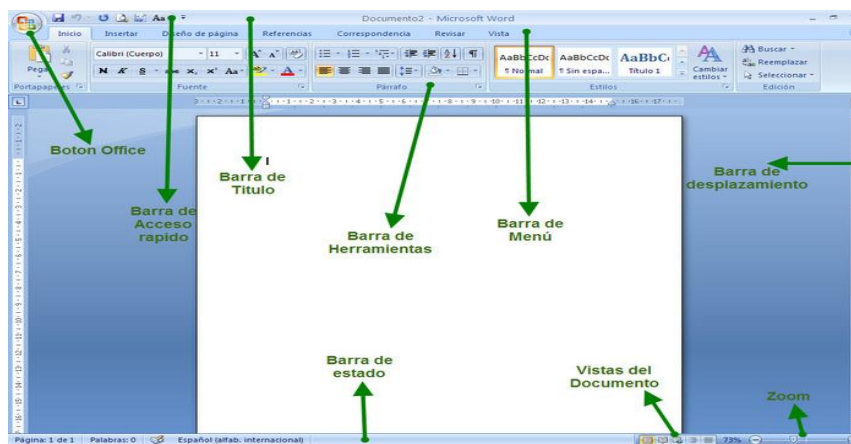 Documento2 - Microsoft Word
Inicio Insertar Diseño de página Referencias Correspondencia Revisar Vista
Calibri (Cuerpo) 11
AaBbCcDc AaBbCcDc AaBbC
¶ Normal ¶ Sin espa... Título 1
Cambiar
estilos
Buscar
Reemplazar
Seleccionar
Pegar
N K S abc x, x² Aa
Portapapeles Fuente Párrafo Estilos Edición
Boton Office
Barra de
Titulo
Barra de
Acceso
rapido
Barra de
Herramientas
Barra de
Menú
Barra de
desplazamiento
Barra de
estado
Vistas del
Documento
Zoom
Página: 1 de 1 Palabras: 0 Español (alfab. internacional) 73%